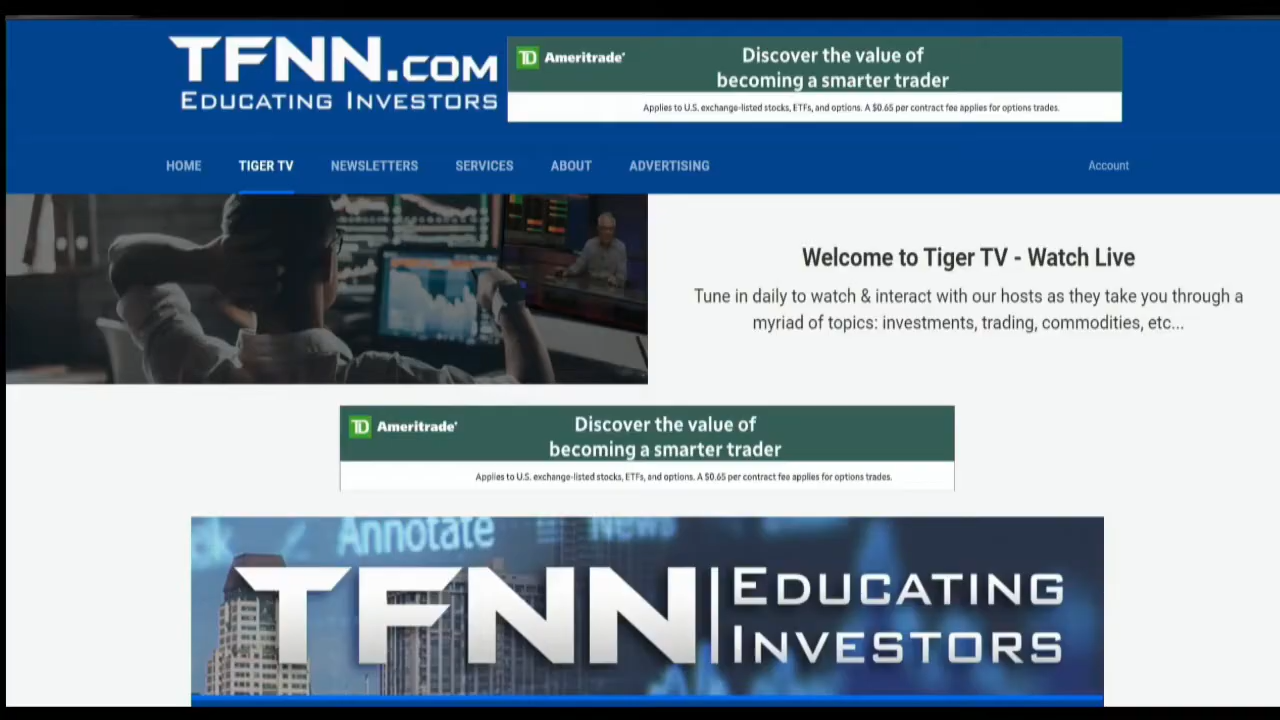 TFNN.COM
EDUCATING INVESTORS
TD Ameritrade
Discover the value of
becoming a smarter trader
Applies to U.S. exchange-listed stocks, ETFs, and options. A $0.65 per contract fee applies for options trades.
HOME TIGER TV NEWSLETTERS SERVICES ABOUT ADVERTISING Account
Welcome to Tiger TV - Watch Live
Tune in daily to watch & interact with our hosts as they take you through a
myriad of topics: investments, trading, commodities, etc...
TD Ameritrade
Discover the value of
becoming a smarter trader
Applies to U.S. exchange-listed stocks, ETFs, and options. A $0.65 per contract fee applies for options trades.
Annotate News
TFNN EDUCATING
INVESTORS